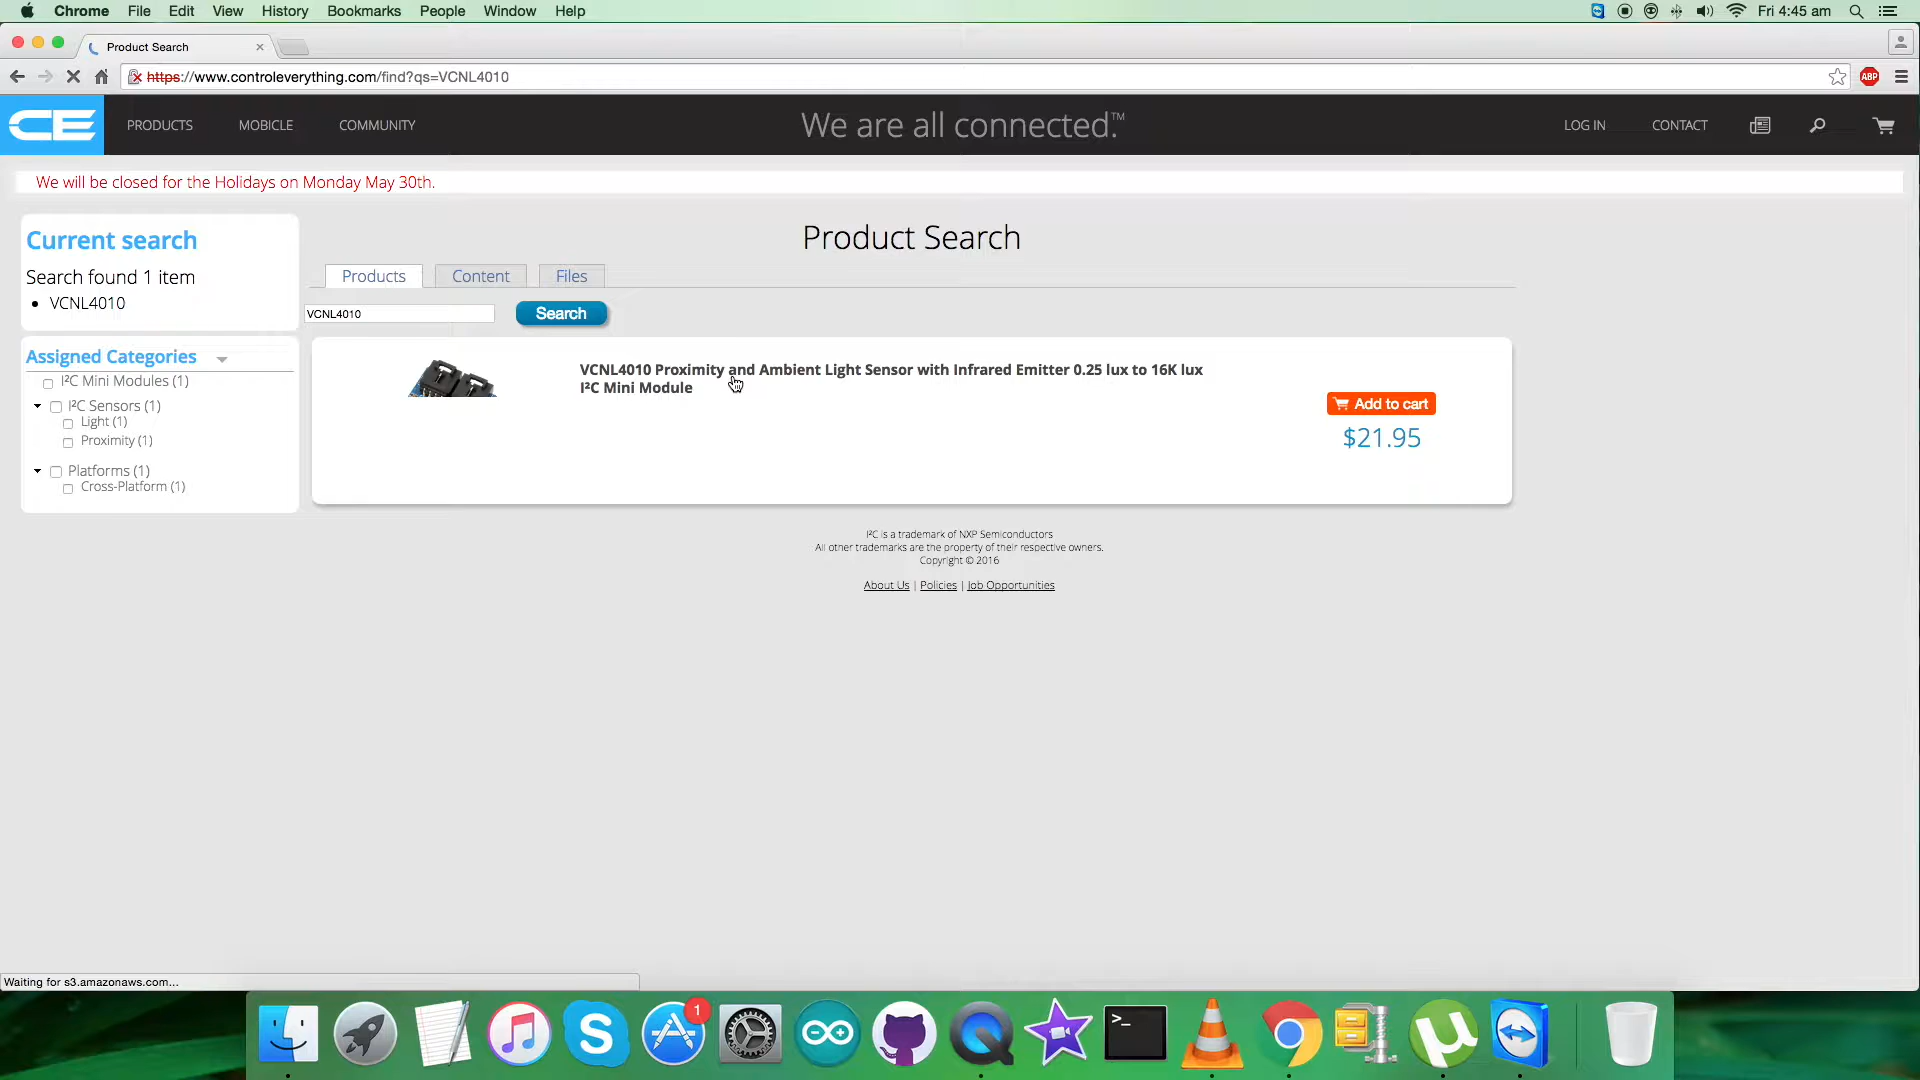 Chrome File Edit View History Bookmarks People Window Help Fri 4:45 am
Product Search
https://www.controleverything.com/find?qs=VCNL4010
ABP
CE PRODUCTS MOBICLE COMMUNITY We are all connected.™ LOG IN CONTACT
We will be closed for the Holidays on Monday May 30th.
Current search
Search found 1 item
VCNL4010
Assigned Categories
I²C Mini Modules (1)
I²C Sensors (1)
Light (1)
Proximity (1)
Platforms (1)
Cross-Platform (1)
Product Search
Products Content Files
VCNL4010 Search
VCNL4010 Proximity and Ambient Light Sensor with Infrared Emitter 0.25 lux to 16K lux
I²C Mini Module
Add to cart
$21.95
I²C is a trademark of NXP Semiconductors
All other trademarks are the property of their respective owners.
Copyright © 2016
About Us | Policies | Job Opportunities
Waiting for s3.amazonaws.com...
1